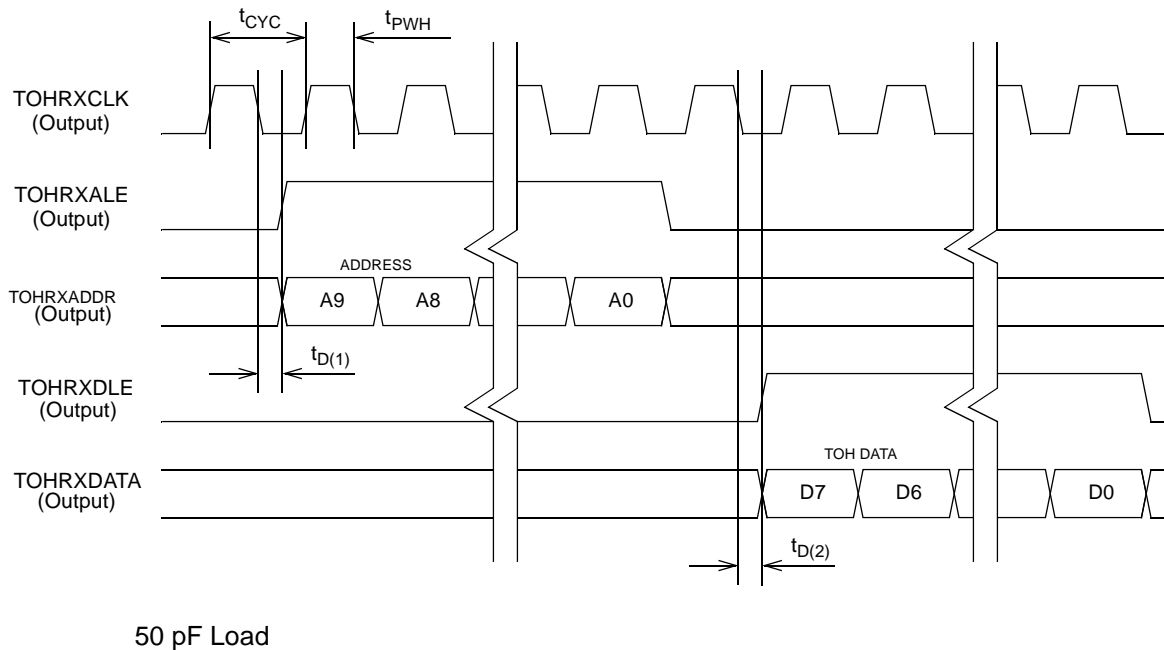 tCYC
tPWH
TOHRXCLK
(Output)
TOHRXALE
(Output)
ADDRESS
TOHRXADDR
(Output)
A9
A8
A0
tD(1)
TOHRXDLE
(Output)
TOH DATA
TOHRXDATA
(Output)
D7
D6
D0
tD(2)
50 pF Load